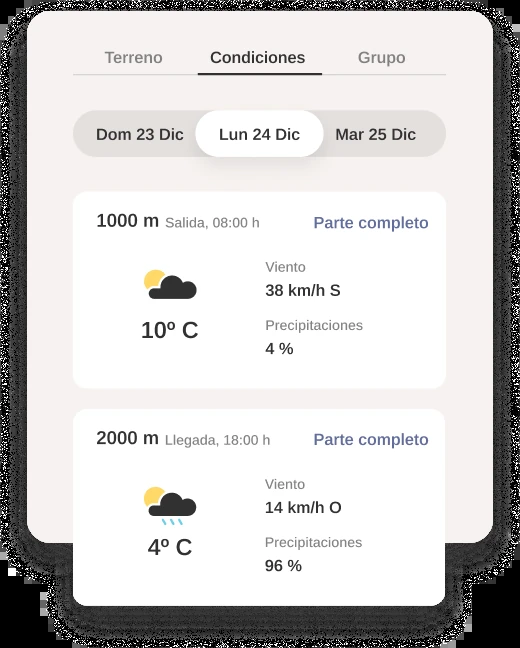 Terreno Condiciones Grupo
Dom 23 Dic Lun 24 Dic Mar 25 Dic
1000 m Salida, 08:00 h Parte completo
Viento
38 km/h S
Precipitaciones
10º C
4 %
2000 m Llegada, 18:00 h Parte completo
Viento
14 km/h O
Precipitaciones
4º C
96 %